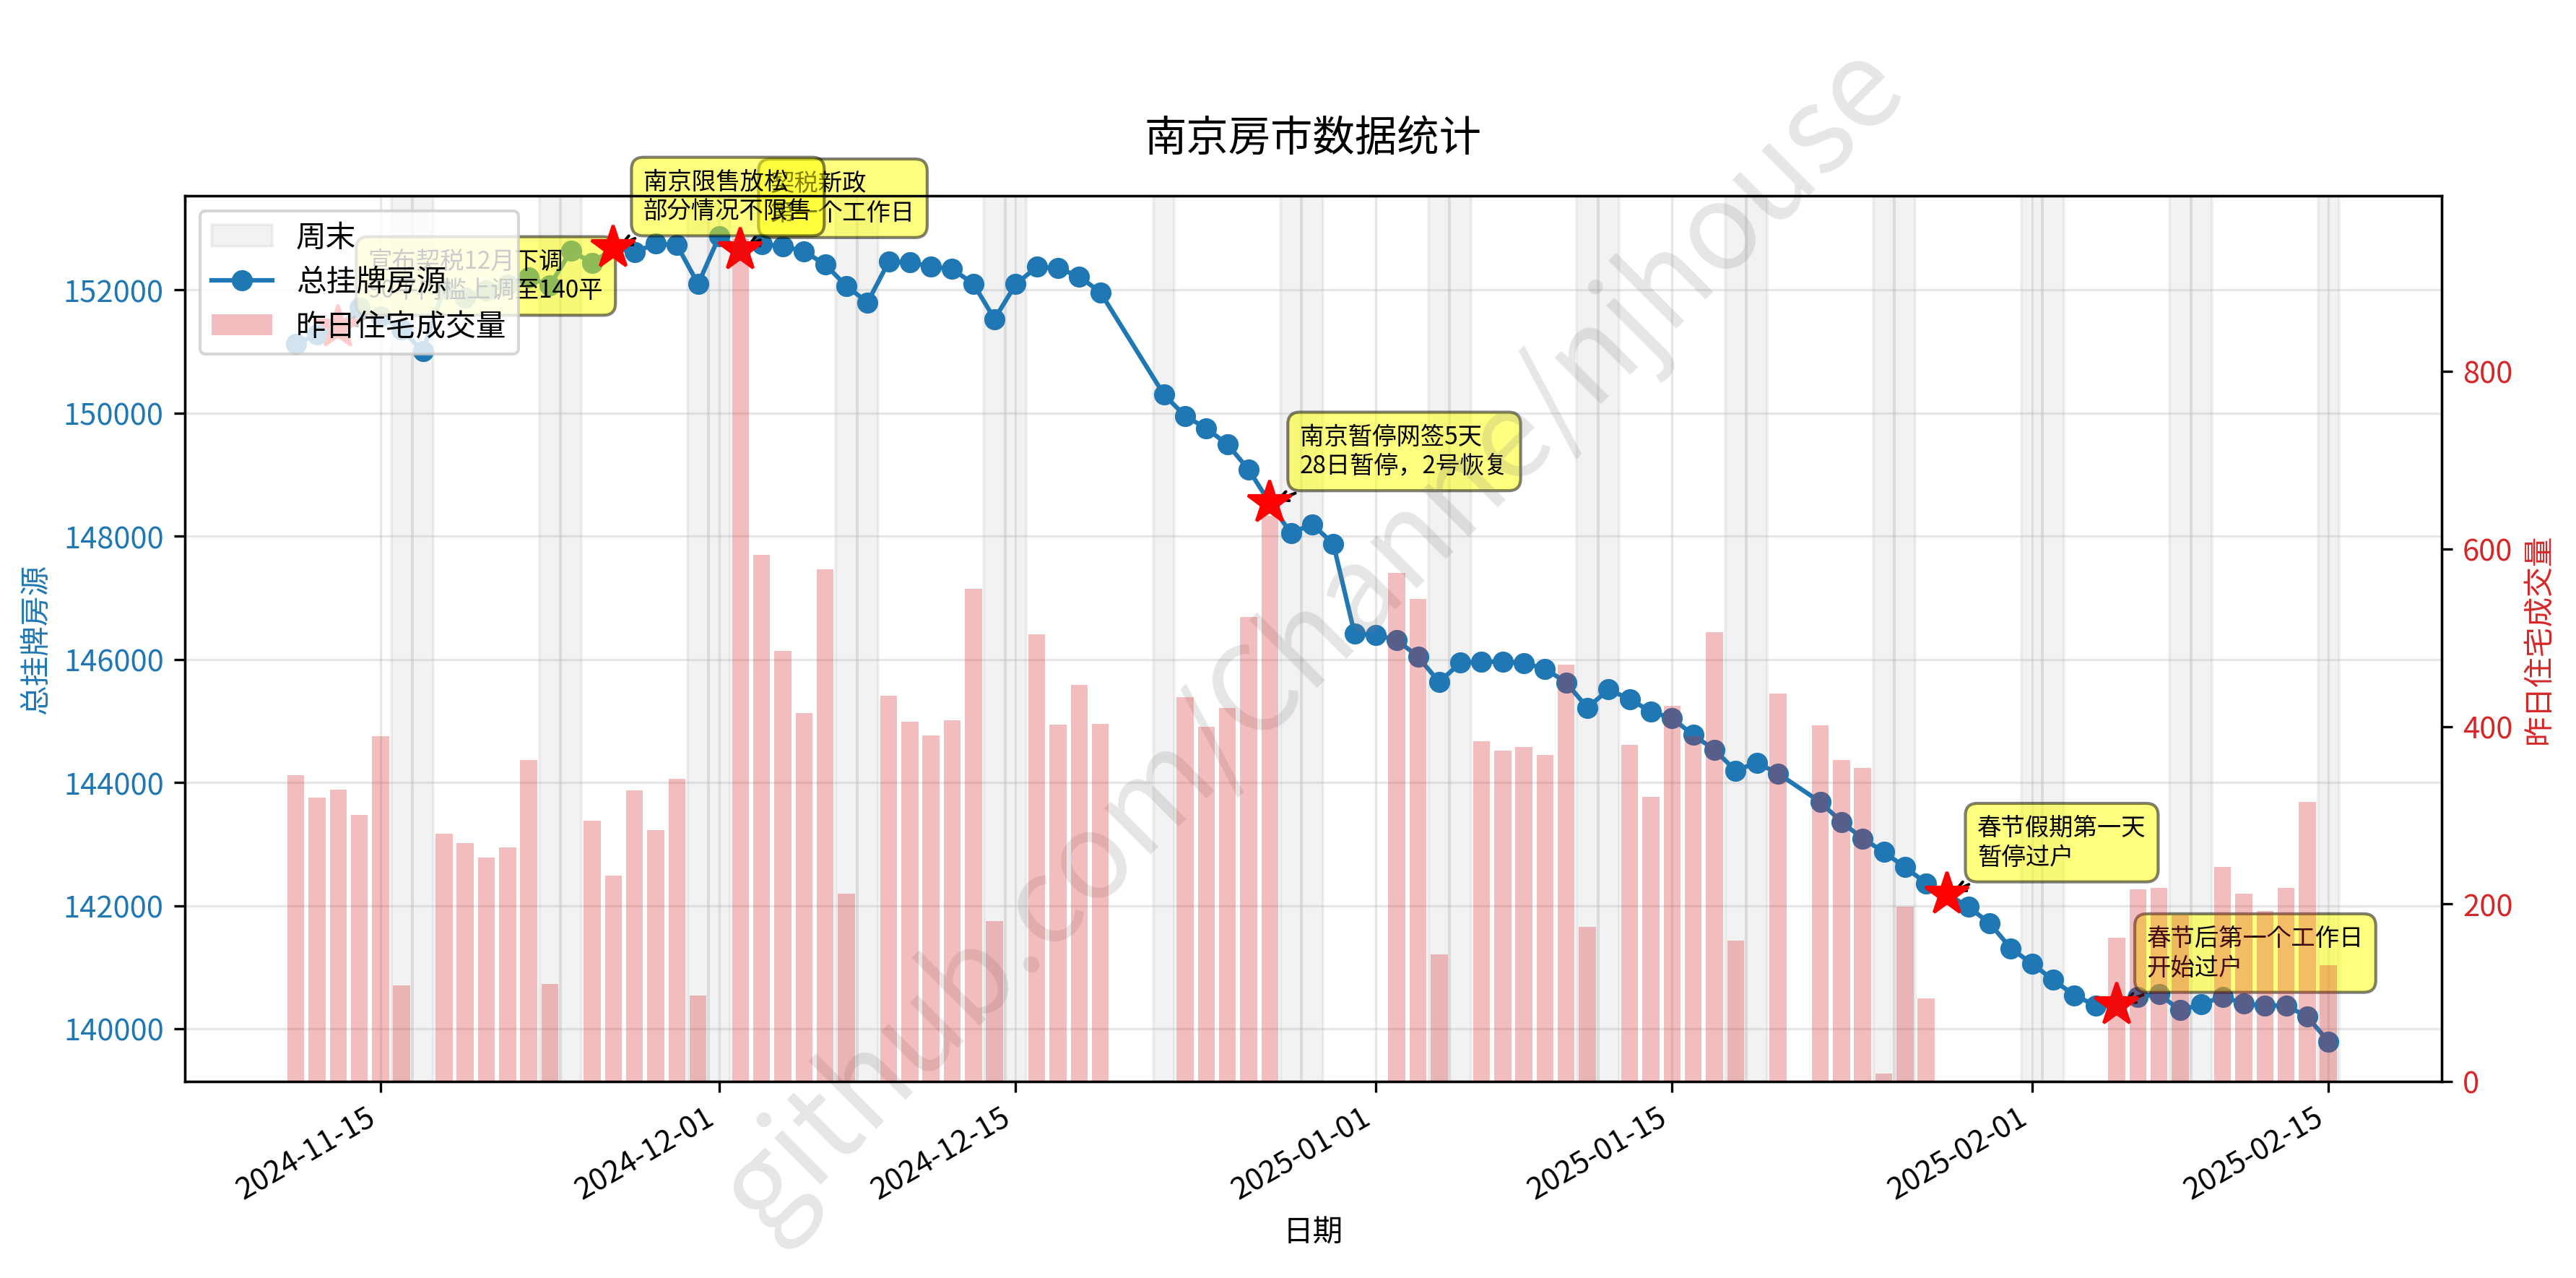 南京房市数据统计
南京限售放松
部分情况不限售
契税新政
第一个工作日
周末
总挂牌房源
昨日住宅成交量
宣布契税12月下调
90平门槛上调至140平
南京暂停网签5天
28日暂停，2号恢复
春节假期第一天
暂停过户
春节后第一个工作日
开始过户
总挂牌房源
152000
150000
148000
146000
144000
142000
140000
昨日住宅成交量
800
600
400
200
0
2024-11-15
2024-12-01
2024-12-15
2025-01-01
2025-01-15
2025-02-01
2025-02-15
日期
github.com/Channe/njhouse